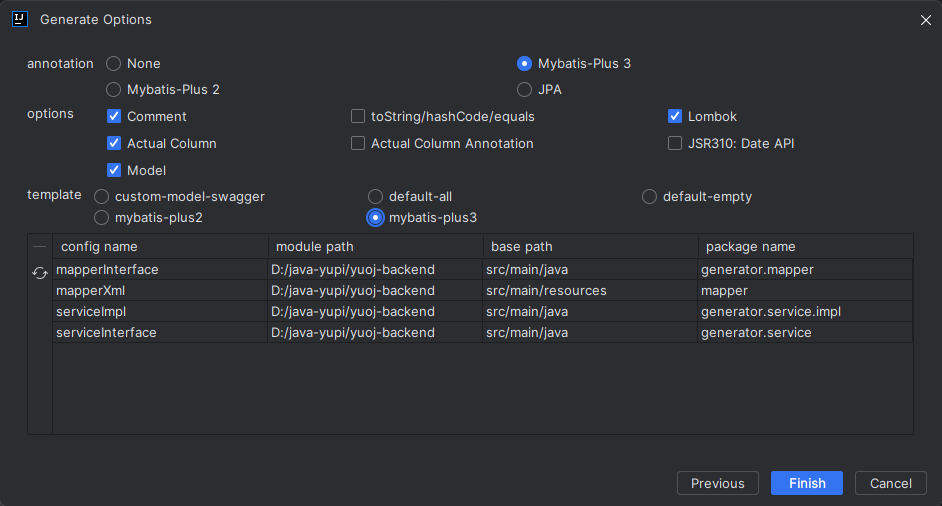 Generate Options
annotation None Mybatis-Plus 3
Mybatis-Plus 2 JPA
options Comment toString/hashCode/equals Lombok
Actual Column Actual Column Annotation JSR310: Date API
Model
template custom-model-swagger default-all default-empty
mybatis-plus2 mybatis-plus3
config name module path base path package name
mapperInterface D:/java-yupi/yuoj-backend src/main/java generator.mapper
mapperXml D:/java-yupi/yuoj-backend src/main/resources mapper
serviceImpl D:/java-yupi/yuoj-backend src/main/java generator.service.impl
serviceInterface D:/java-yupi/yuoj-backend src/main/java generator.service
Previous Finish Cancel